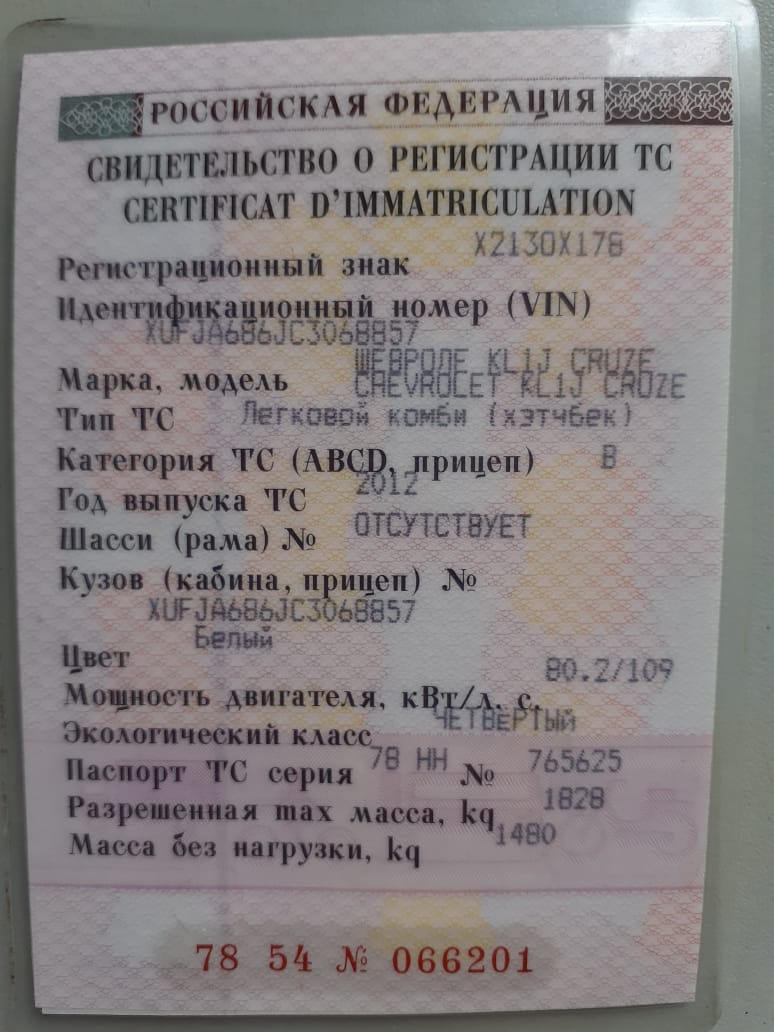 РОССИЙСКАЯ ФЕДЕРАЦИЯ
СВИДЕТЕЛЬСТВО О РЕГИСТРАЦИИ ТС
CERTIFICAT D'IMMATRICULATION
Регистрационный знак Х213ОХ178
Идентификационный номер (VIN)
XUFJA686JC3068857
Марка, модель ШЕВРОЛЕ KL1J CRUZE
CHEVROLET KL1J CRUZE
Тип ТС Легковой комби (хэтчбек)
Категория ТС (ABCD, прицеп) B
Год выпуска ТС 2012
Шасси (рама) № ОТСУТСТВУЕТ
Кузов (кабина, прицеп) №
XUFJA686JC3068857
Цвет Белый
Мощность двигателя, кВт/л. с. 80.2/109
Экологический класс ЧЕТВЕРТЫЙ
Паспорт ТС серия 78 НН № 765625
Разрешенная max масса, kg 1828
Масса без нагрузки, kg 1480
78 54 № 066201